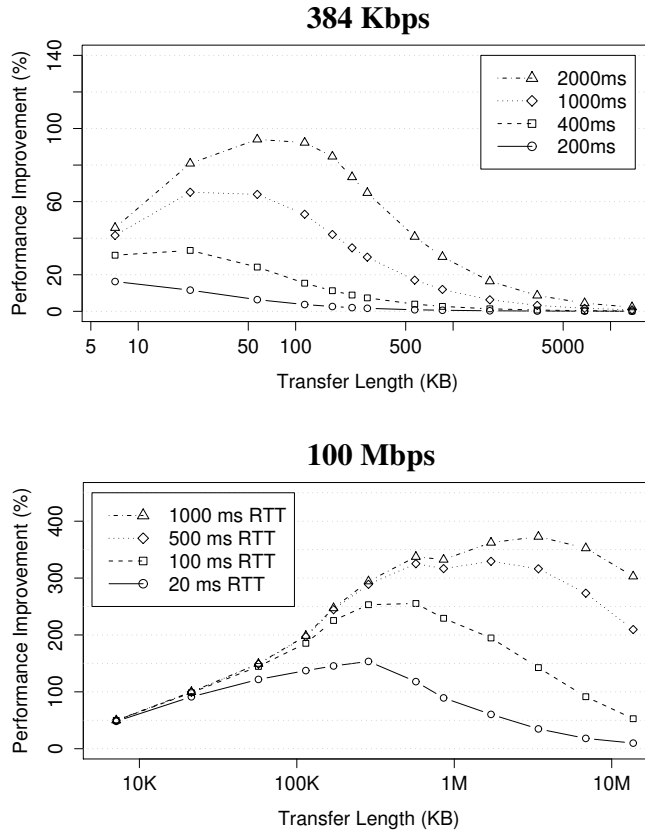 384 Kbps
Performance Improvement (%)
140
100
60
20
0
2000ms
1000ms
400ms
200ms
5
10
50
100
500
5000
Transfer Length (KB)
100 Mbps
Performance Improvement (%)
400
300
200
100
0
1000 ms RTT
500 ms RTT
100 ms RTT
20 ms RTT
10K
100K
1M
10M
Transfer Length (KB)